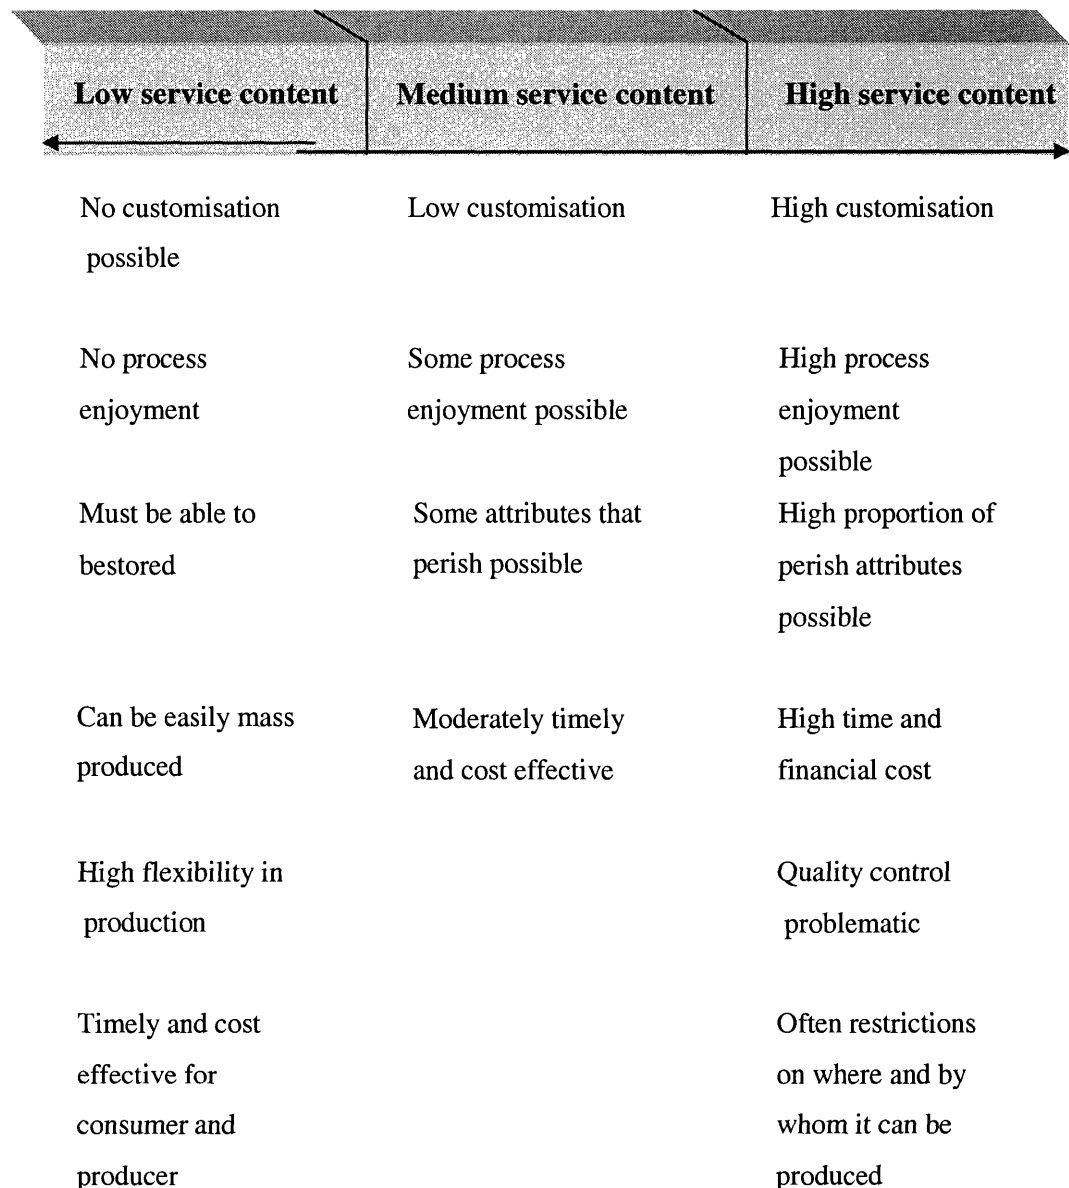 Low service content
Medium service content
High service content
No customisation
possible
Low customisation
High customisation
No process
enjoyment
Some process
enjoyment possible
High process
enjoyment
possible
Must be able to
bestored
Some attributes that
perish possible
High proportion of
perish attributes
possible
Can be easily mass
produced
Moderately timely
and cost effective
High time and
financial cost
High flexibility in
production
Quality control
problematic
Timely and cost
effective for
consumer and
producer
Often restrictions
on where and by
whom it can be
produced